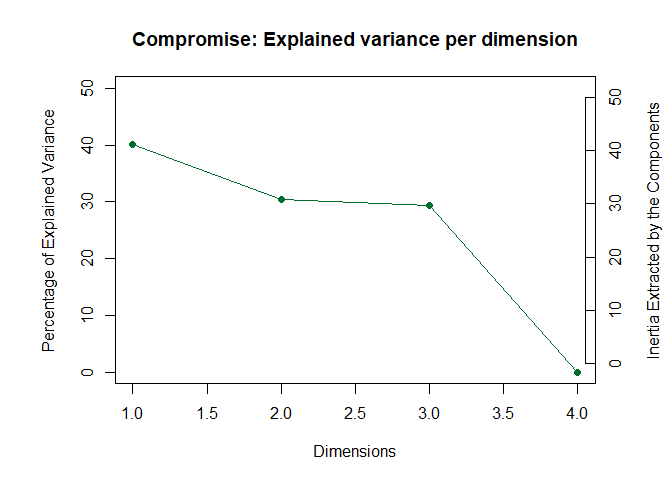 Compromise: Explained variance per dimension
Percentage of Explained Variance
50
40
30
20
10
0
50
40
30
20
10
0
Inertia Extracted by the Components
1.0 1.5 2.0 2.5 3.0 3.5 4.0
Dimensions